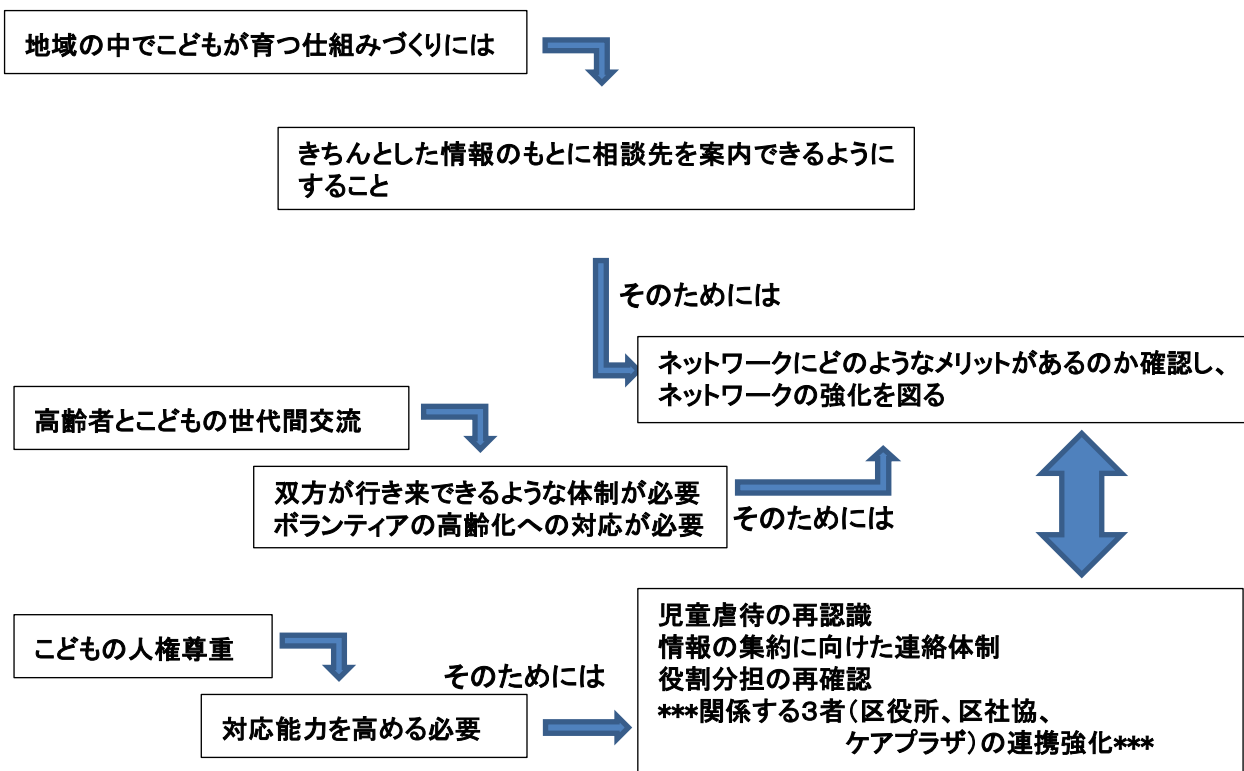 地域の中でこどもが育つ仕組みづくりには
きちんとした情報のもとに相談先を案内できるように
すること
そのためには
ネットワークにどのようなメリットがあるのか確認し、
ネットワークの強化を図る
高齢者とこどもの世代間交流
双方が行き来できるような体制が必要
ボランティアの高齢化への対応が必要
そのためには
こどもの人権尊重
対応能力を高める必要
そのためには
児童虐待の再認識
情報の集約に向けた連絡体制
役割分担の再確認
***関係する3者(区役所、区社協、
ケアプラザ)の連携強化***